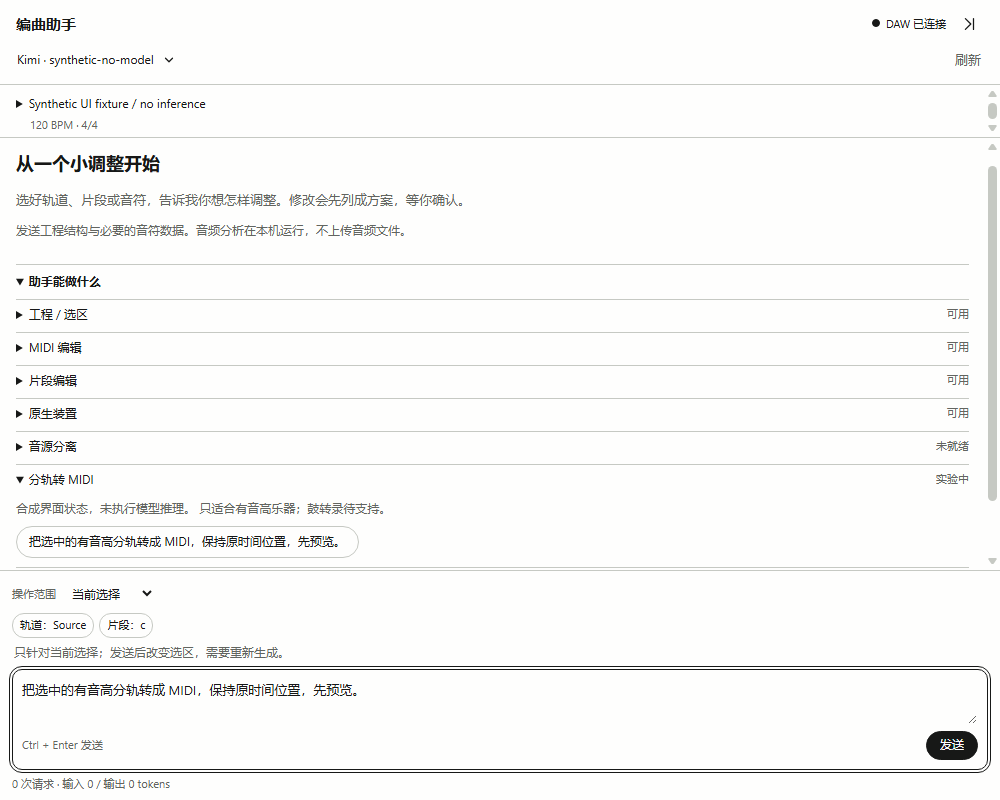 编曲助手
DAW 已连接
Kimi · synthetic-no-model
刷新
Synthetic UI fixture / no inference
120 BPM · 4/4
从一个小调整开始
选好轨道、片段或音符，告诉我你想怎样调整。修改会先列成方案，等你确认。
发送工程结构与必要的音符数据。音频分析在本机运行，不上传音频文件。
助手能做什么
工程 / 选区 可用
MIDI 编辑 可用
片段编辑 可用
原生装置 可用
音源分离 未就绪
分轨转 MIDI 实验中
合成界面状态，未执行模型推理。 只适合有音高乐器；鼓转录待支持。
把选中的有音高分轨转成 MIDI，保持原时间位置，先预览。
操作范围 当前选择
轨道：Source 片段：c
只针对当前选择；发送后改变选区，需要重新生成。
把选中的有音高分轨转成 MIDI，保持原时间位置，先预览。
Ctrl + Enter 发送
发送
0 次请求 · 输入 0 / 输出 0 tokens